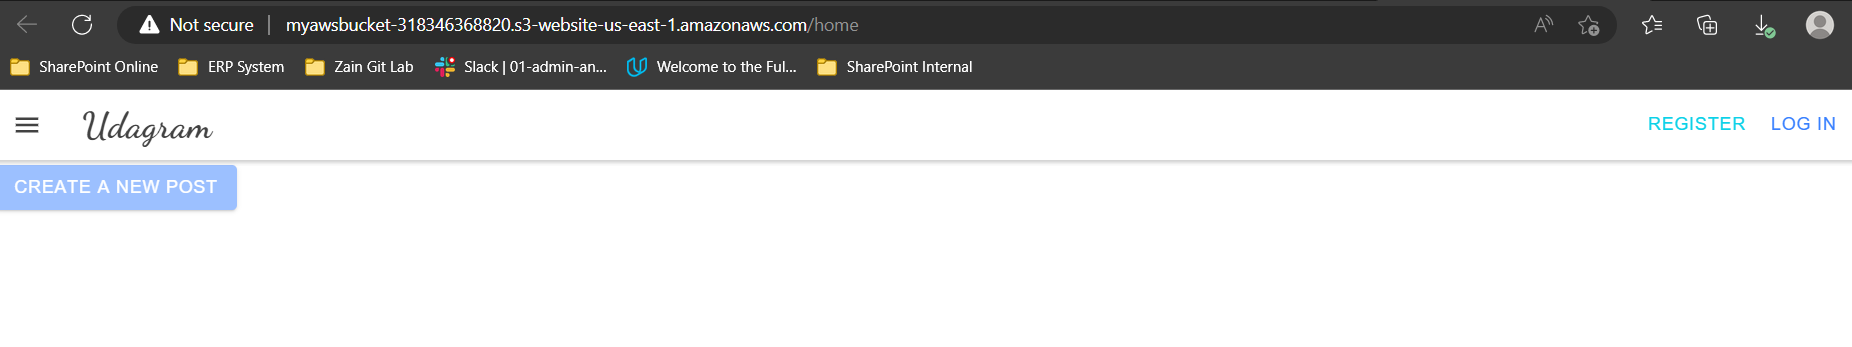 Not secure | myawsbucket-318346368820.s3-website-us-east-1.amazonaws.com/home
SharePoint Online ERP System Zain Git Lab Slack | 01-admin-an... Welcome to the Ful... SharePoint Internal
Udagram REGISTER LOG IN
CREATE A NEW POST